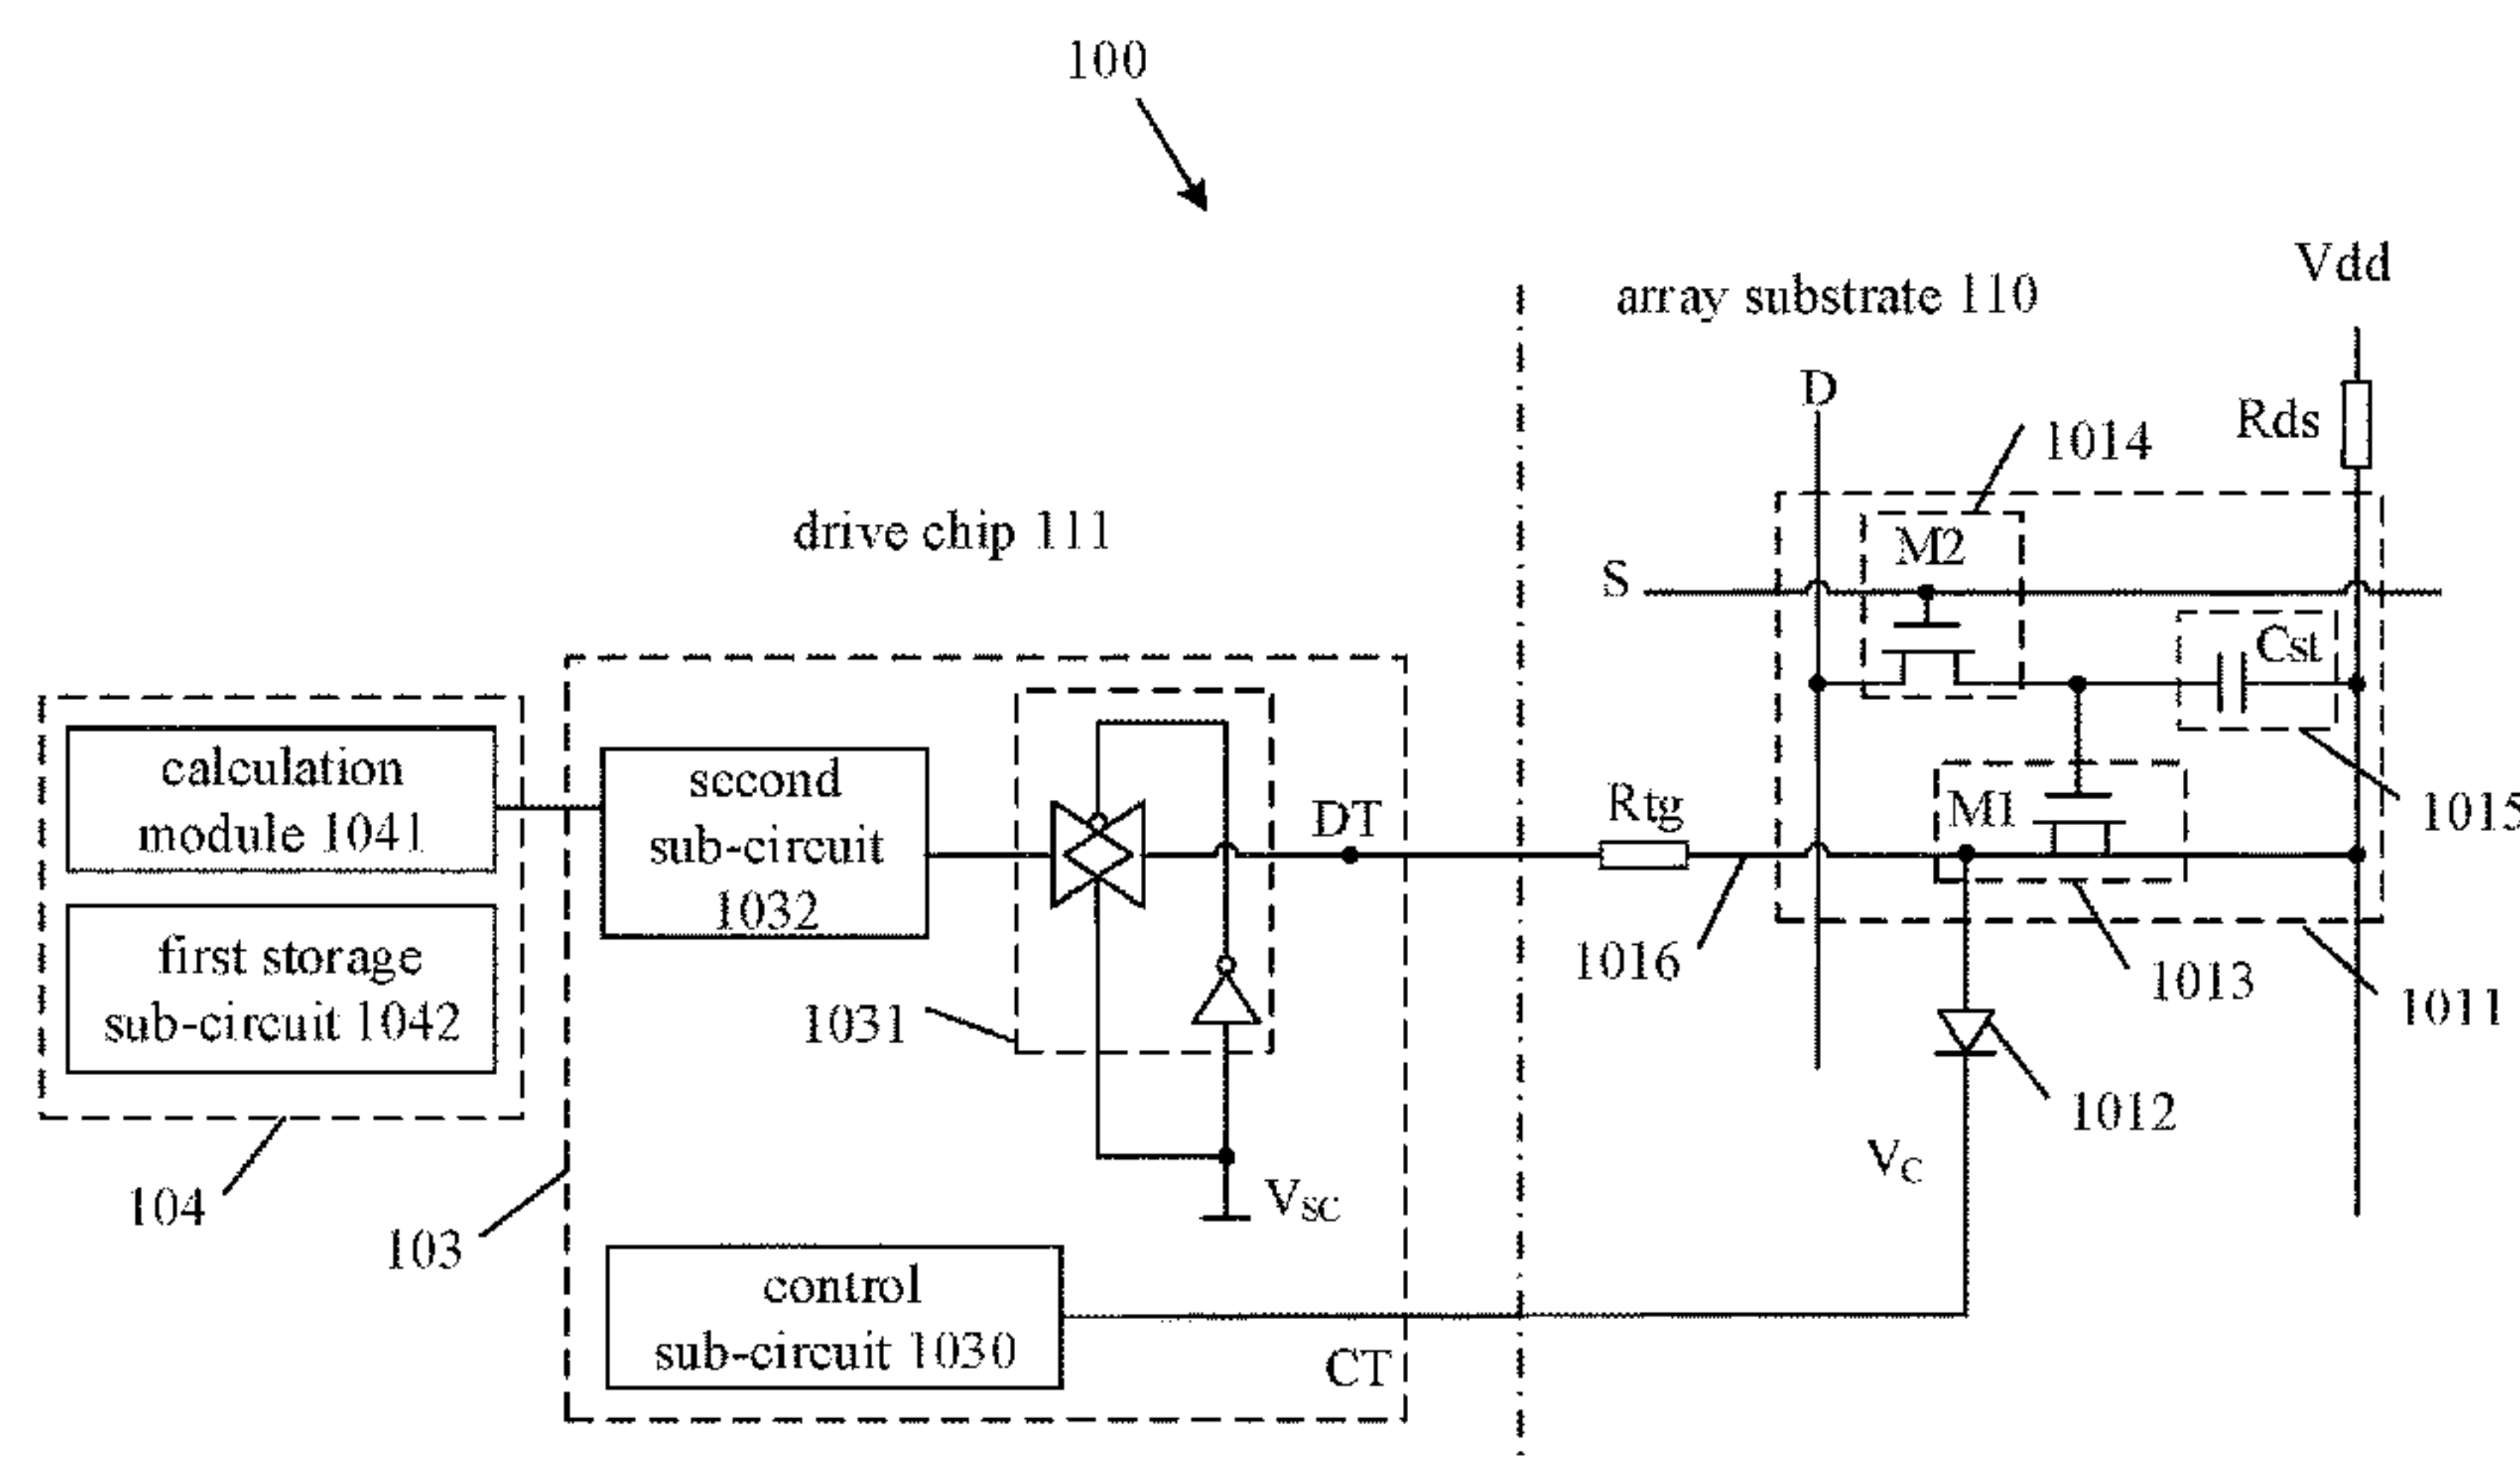 100
Vdd
array substrate 110
D
Rds
1014
drive chip 111
M2
S
Cst
calculation
module 1041
second
sub-circuit
1032
DT
Rtg
M1
1015
first storage
sub-circuit 1042
1031
1016
1013
1011
1012
104
103
VSC
VC
control
sub-circuit 1030
CT